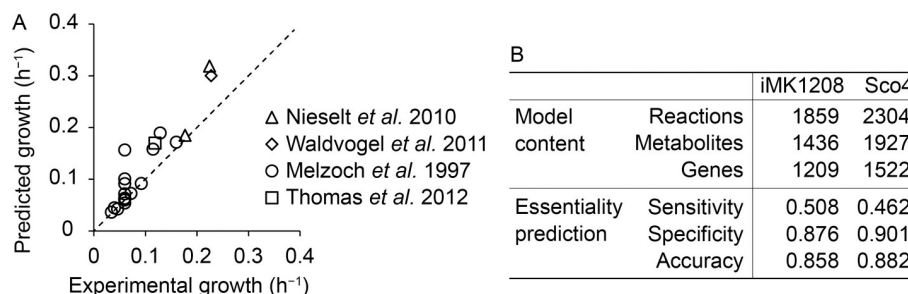 A
0.4
0.3
0.2
0.1
0
0 0.1 0.2 0.3 0.4
Predicted growth (h⁻¹)
Experimental growth (h⁻¹)
Nieselt et al. 2010
Waldvogel et al. 2011
Melzoch et al. 1997
Thomas et al. 2012
B
iMK1208 Sco4
Model content
Reactions 1859 2304
Metabolites 1436 1927
Genes 1209 1522
Essentiality prediction
Sensitivity 0.508 0.462
Specificity 0.876 0.901
Accuracy 0.858 0.882